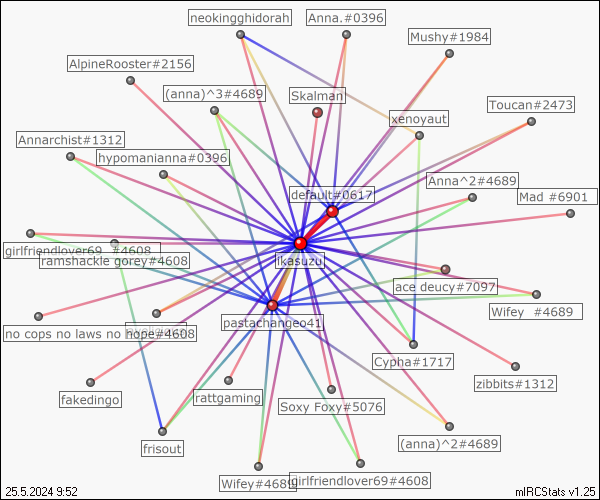 neokingghidorah
Anna.#0396
Mushy#1984
AlpineRooster#2156
(anna)^3#4689
Skalman
Toucan#2473
xenoyaut
Annarchist#1312
hypomanianna#0396
default#0617
Anna^2#4689
Mad #6901
girlfriendlover69_#4608
ramshackle gorey#4608
ikasuzu
ace deucy#7097
Wifey_#4689
no cops no laws no hope#4608
pastachangeo41
Cypha#1717
zibbits#1312
fakedingo
rattgaming
Soxy Foxy#5076
frisout
(anna)^2#4689
Wifey#4689
girlfriendlover69#4608
25.5.2024 9:52
mIRCStats v1.25